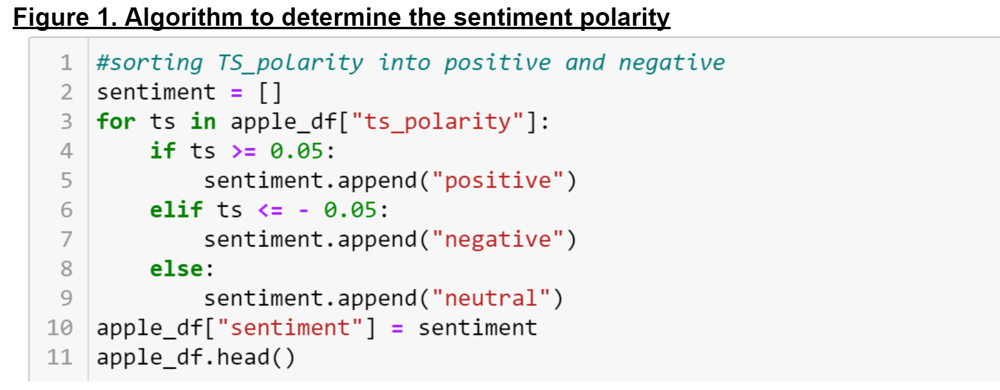 Figure 1. Algorithm to determine the sentiment polarity
1 #sorting TS_polarity into positive and negative
2 sentiment = []
3 for ts in apple_df["ts_polarity"]:
4     if ts >= 0.05:
5         sentiment.append("positive")
6     elif ts <= - 0.05:
7         sentiment.append("negative")
8     else:
9         sentiment.append("neutral")
10 apple_df["sentiment"] = sentiment
11 apple_df.head()